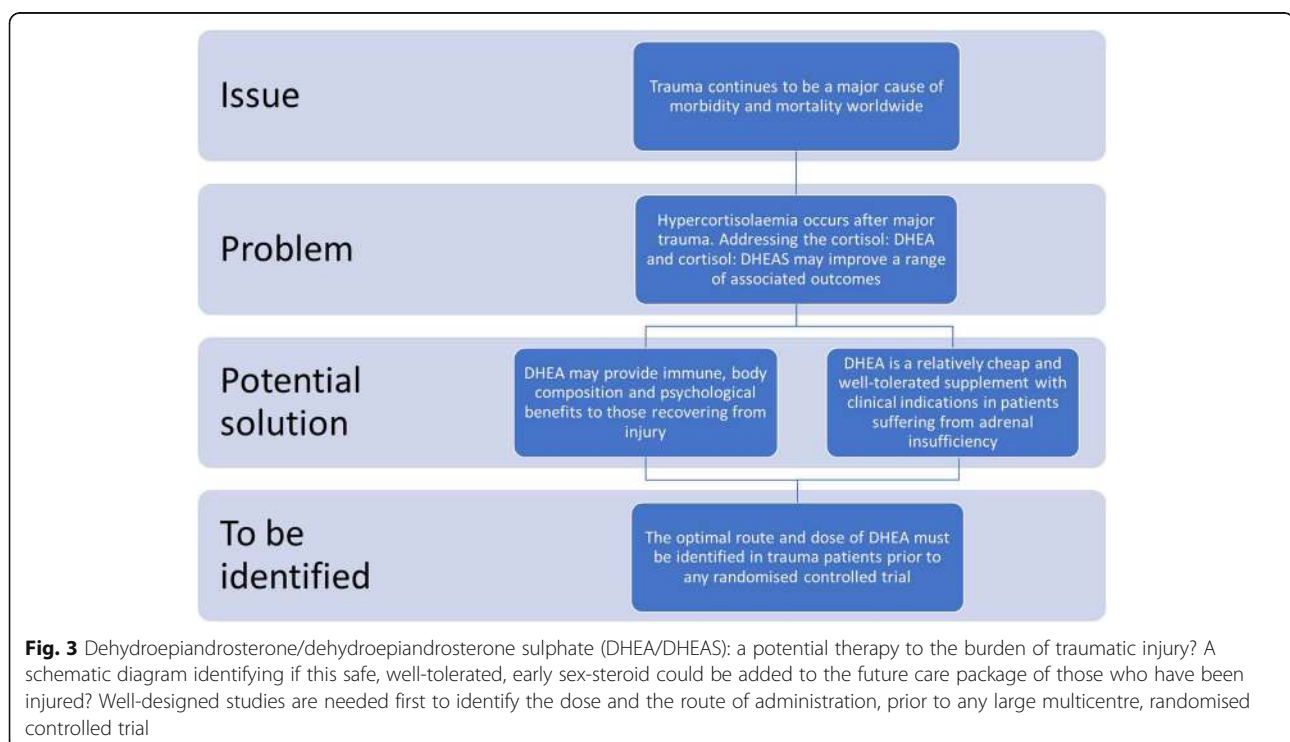 Issue
Trauma continues to be a major cause of
morbidity and mortality worldwide
Problem
Hypercortisolaemia occurs after major
trauma. Addressing the cortisol: DHEA
and cortisol: DHEAS may improve a range
of associated outcomes
Potential
solution
DHEA may provide immune, body
composition and psychological
benefits to those recovering from
injury
DHEA is a relatively cheap and
well-tolerated supplement with
clinical indications in patients
suffering from adrenal
insufficiency
To be
identified
The optimal route and dose of DHEA must
be identified in trauma patients prior to
any randomised controlled trial
Fig. 3 Dehydroepiandrosterone/dehydroepiandrosterone sulphate (DHEA/DHEAS): a potential therapy to the burden of traumatic injury? A
schematic diagram identifying if this safe, well-tolerated, early sex-steroid could be added to the future care package of those who have been
injured? Well-designed studies are needed first to identify the dose and the route of administration, prior to any large multicentre, randomised
controlled trial